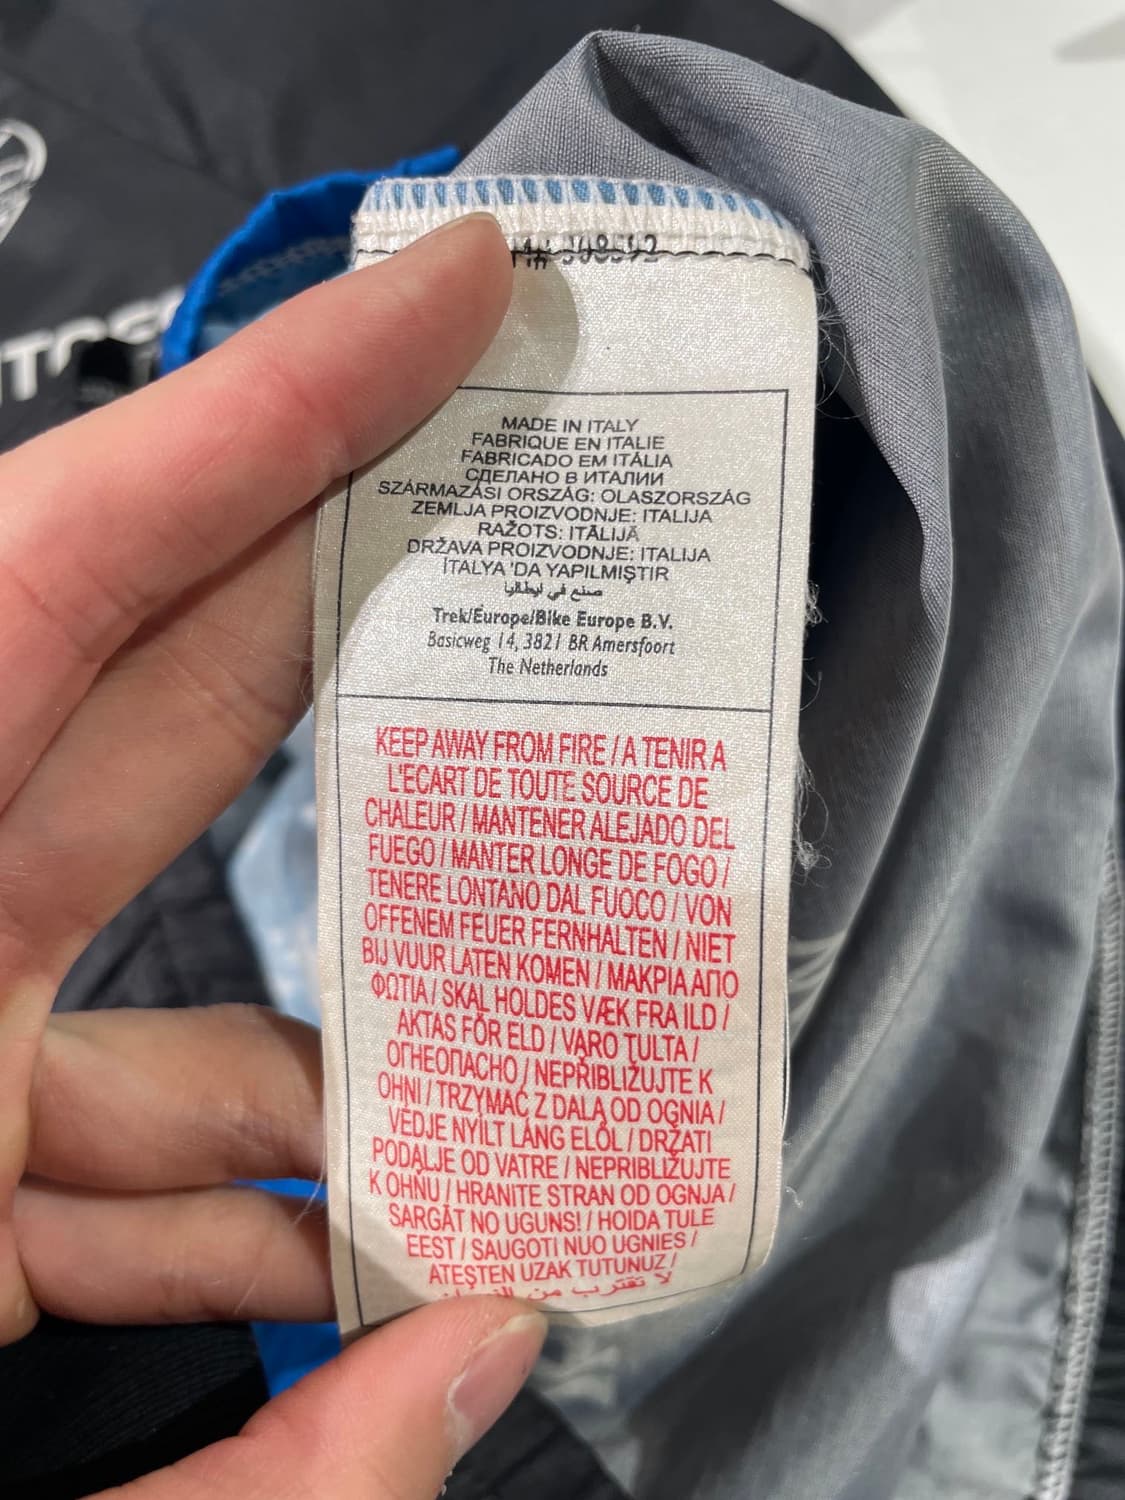 MADE IN ITALY
FABRIQUE EN ITALIE
FABRICADO EM ITÁLIA
СДЕЛАНО В ИТАЛИИ
SZÁRMAZÁSI ORSZÁG: OLASZORSZÁG
ZEMLJA PROIZVODNJE: ITALIJA
RAŽOTS: ITĀLIJĀ
DRŽAVA PROIZVODNJE: ITALIJA
İTALYA 'DA YAPILMIŞTIR
صنع في ايطاليا
Trek/Europe/Bike Europe B.V.
Basicweg 14, 3821 BR Amersfoort
The Netherlands
KEEP AWAY FROM FIRE / A TENIR A
L'ECART DE TOUTE SOURCE DE
CHALEUR / MANTENER ALEJADO DEL
FUEGO / MANTER LONGE DE FOGO /
TENERE LONTANO DAL FUOCO / VON
OFFENEM FEUER FERNHALTEN / NIET
BIJ VUUR LATEN KOMEN / ΜΑΚΡΙΑ ΑΠΟ
ΦΩΤΙΑ / SKAL HOLDES VÆK FRA ILD /
AKTAS FÖR ELD / VARO TULTA /
ОГНЕОПАСНО / NEPŘIBLIŽUJTE K
OHNI / TRZYMAĆ Z DALA OD OGNIA /
VÉDJE NYÍLT LÁNG ELŐL / DRŽATI
PODALJE OD VATRE / NEPRIBLIŽUJTE
K OHŇU / HRANITE STRAN OD OGNJA /
SARGĀT NO UGUNS! / HOIDA TULE
EEST / SAUGOTI NUO UGNIES /
ATEŞTEN UZAK TUTUNUZ /
لا تقترب من